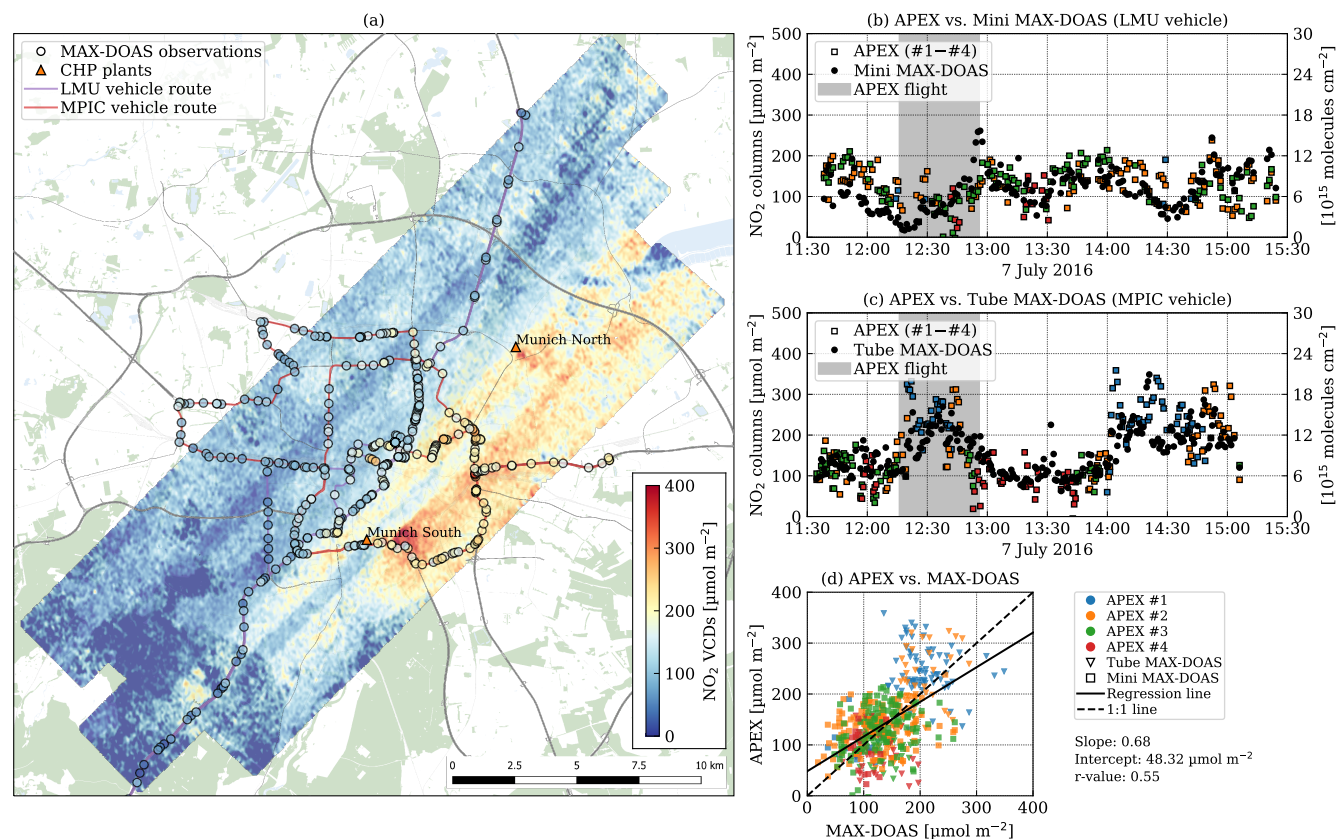 (a)
MAX-DOAS observations
CHP plants
LMU vehicle route
MPIC vehicle route
Munich North
Munich South
400
300
200
100
0
NO₂ VCDs [µmol m⁻²]
0 2.5 5 7.5 10 km
(b) APEX vs. Mini MAX-DOAS (LMU vehicle)
APEX (#1−#4)
Mini MAX-DOAS
APEX flight
500
400
300
200
100
0
NO₂ columns [µmol m⁻²]
30
24
18
12
6
0
[10¹⁵ molecules cm⁻²]
11:30 12:00 12:30 13:00 13:30 14:00 14:30 15:00 15:30
7 July 2016
(c) APEX vs. Tube MAX-DOAS (MPIC vehicle)
APEX (#1−#4)
Tube MAX-DOAS
APEX flight
500
400
300
200
100
0
NO₂ columns [µmol m⁻²]
30
24
18
12
6
0
[10¹⁵ molecules cm⁻²]
11:30 12:00 12:30 13:00 13:30 14:00 14:30 15:00 15:30
7 July 2016
(d) APEX vs. MAX-DOAS
400
300
200
100
0
APEX [µmol m⁻²]
0 100 200 300 400
MAX-DOAS [µmol m⁻²]
APEX #1
APEX #2
APEX #3
APEX #4
Tube MAX-DOAS
Mini MAX-DOAS
Regression line
1:1 line
Slope: 0.68
Intercept: 48.32 µmol m⁻²
r-value: 0.55